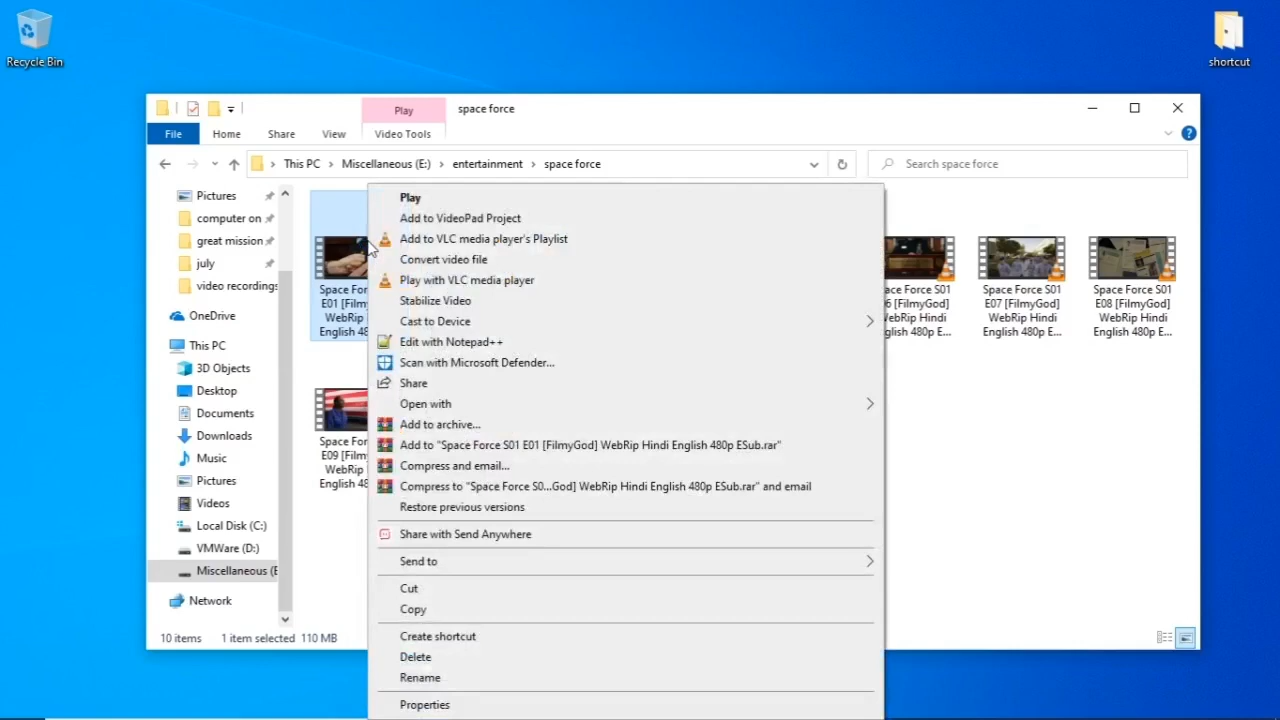 Recycle Bin
shortcut
Play
space force
File
Home
Share
View
Video Tools
This PC
Miscellaneous (E:)
entertainment
space force
Search space force
Pictures
computer on
great mission
july
video recordings
OneDrive
This PC
3D Objects
Desktop
Documents
Downloads
Music
Pictures
Videos
Local Disk (C:)
VMWare (D:)
Miscellaneous (E
Network
Space For
E01 [Filmy
WebRip
English 48
Space For
E09 [Filmy
WebRip
English 48
Play
Add to VideoPad Project
Add to VLC media player's Playlist
Convert video file
Play with VLC media player
Stabilize Video
Cast to Device
Edit with Notepad++
Scan with Microsoft Defender...
Share
Open with
Add to archive...
Add to "Space Force S01 E01 [FilmyGod] WebRip Hindi English 480p ESub.rar"
Compress and email...
Compress to "Space Force S0...God] WebRip Hindi English 480p ESub.rar" and email
Restore previous versions
Share with Send Anywhere
Send to
Cut
Copy
Create shortcut
Delete
Rename
Properties
ace Force S01
6 [FilmyGod]
WebRip Hindi
English 480p E...
Space Force S01
E07 [FilmyGod]
WebRip Hindi
English 480p E...
Space Force S01
E08 [FilmyGod]
WebRip Hindi
English 480p E...
10 items
1 item selected 110 MB